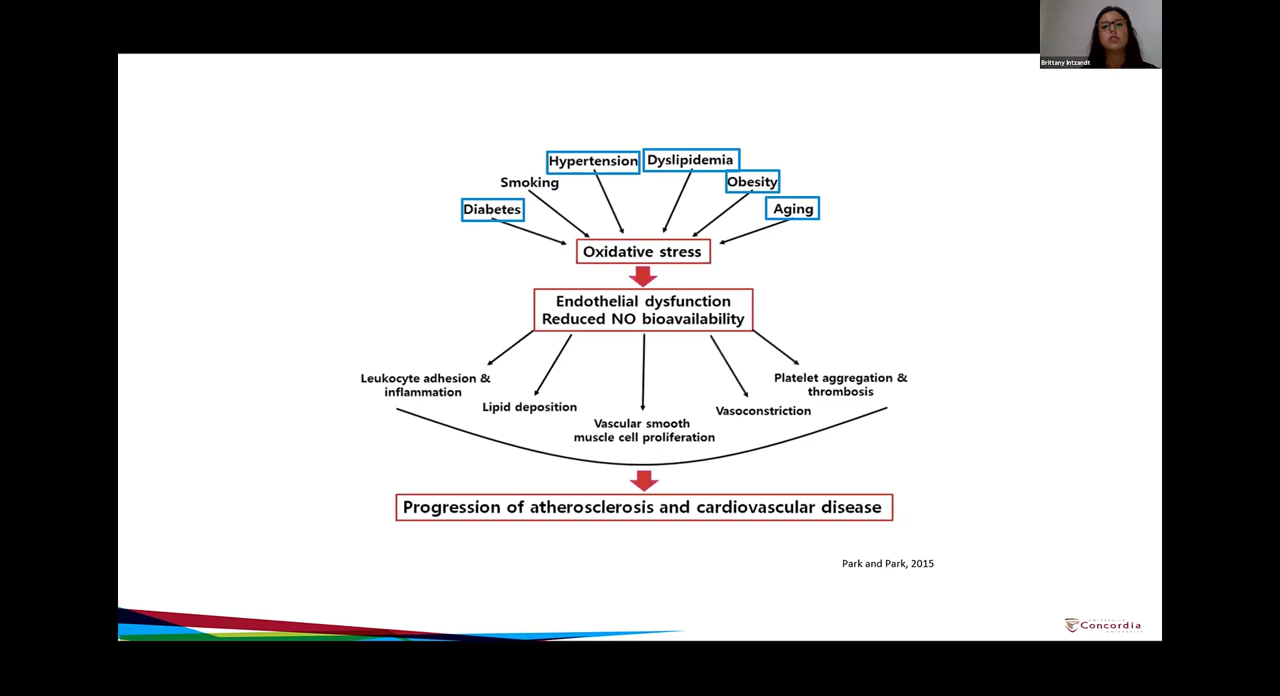 Brittany Intzandt
Hypertension
Dyslipidemia
Smoking
Obesity
Diabetes
Aging
Oxidative stress
Endothelial dysfunction
Reduced NO bioavailability
Leukocyte adhesion &
inflammation
Platelet aggregation &
thrombosis
Lipid deposition
Vasoconstriction
Vascular smooth
muscle cell proliferation
Progression of atherosclerosis and cardiovascular disease
Park and Park, 2015
Concordia